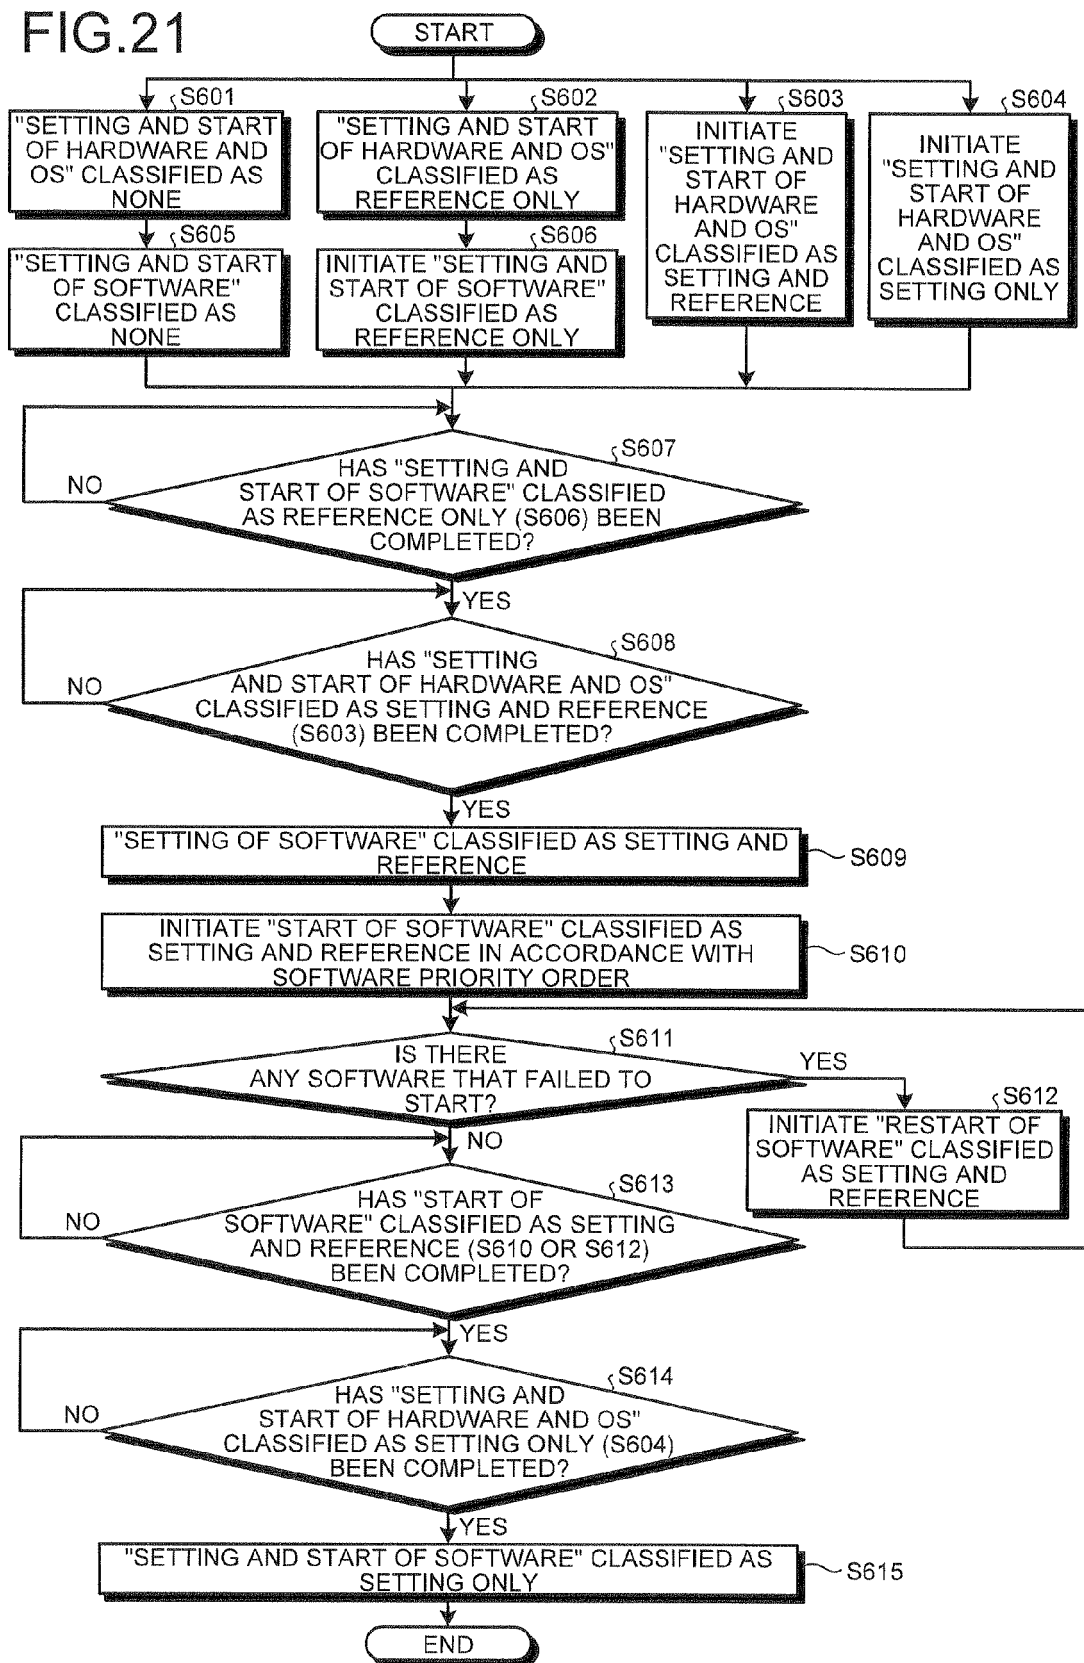 FIG.21
START
S601
"SETTING AND START
OF HARDWARE AND
OS" CLASSIFIED AS
NONE
S602
"SETTING AND START
OF HARDWARE AND OS"
CLASSIFIED AS
REFERENCE ONLY
S603
INITIATE
"SETTING AND
START OF
HARDWARE
AND OS"
CLASSIFIED AS
SETTING AND
REFERENCE
S604
INITIATE
"SETTING AND
START OF
HARDWARE
AND OS"
CLASSIFIED AS
SETTING ONLY
S605
"SETTING AND START
OF SOFTWARE"
CLASSIFIED AS
NONE
S606
INITIATE "SETTING AND
START OF SOFTWARE"
CLASSIFIED AS
REFERENCE ONLY
S607
HAS "SETTING AND
START OF SOFTWARE" CLASSIFIED
AS REFERENCE ONLY (S606) BEEN
COMPLETED?
NO
YES
S608
HAS "SETTING
AND START OF HARDWARE AND OS"
CLASSIFIED AS SETTING AND REFERENCE
(S603) BEEN COMPLETED?
NO
YES
"SETTING OF SOFTWARE" CLASSIFIED AS SETTING AND
REFERENCE
S609
INITIATE "START OF SOFTWARE" CLASSIFIED AS
SETTING AND REFERENCE IN ACCORDANCE WITH
SOFTWARE PRIORITY ORDER
S610
S611
IS THERE
ANY SOFTWARE THAT FAILED TO
START?
YES
NO
S612
INITIATE "RESTART OF
SOFTWARE" CLASSIFIED
AS SETTING AND
REFERENCE
S613
HAS "START OF
SOFTWARE" CLASSIFIED AS SETTING
AND REFERENCE (S610 OR S612)
BEEN COMPLETED?
NO
YES
S614
HAS "SETTING AND
START OF HARDWARE AND OS"
CLASSIFIED AS SETTING ONLY (S604)
BEEN COMPLETED?
NO
YES
"SETTING AND START OF SOFTWARE" CLASSIFIED AS
SETTING ONLY
S615
END